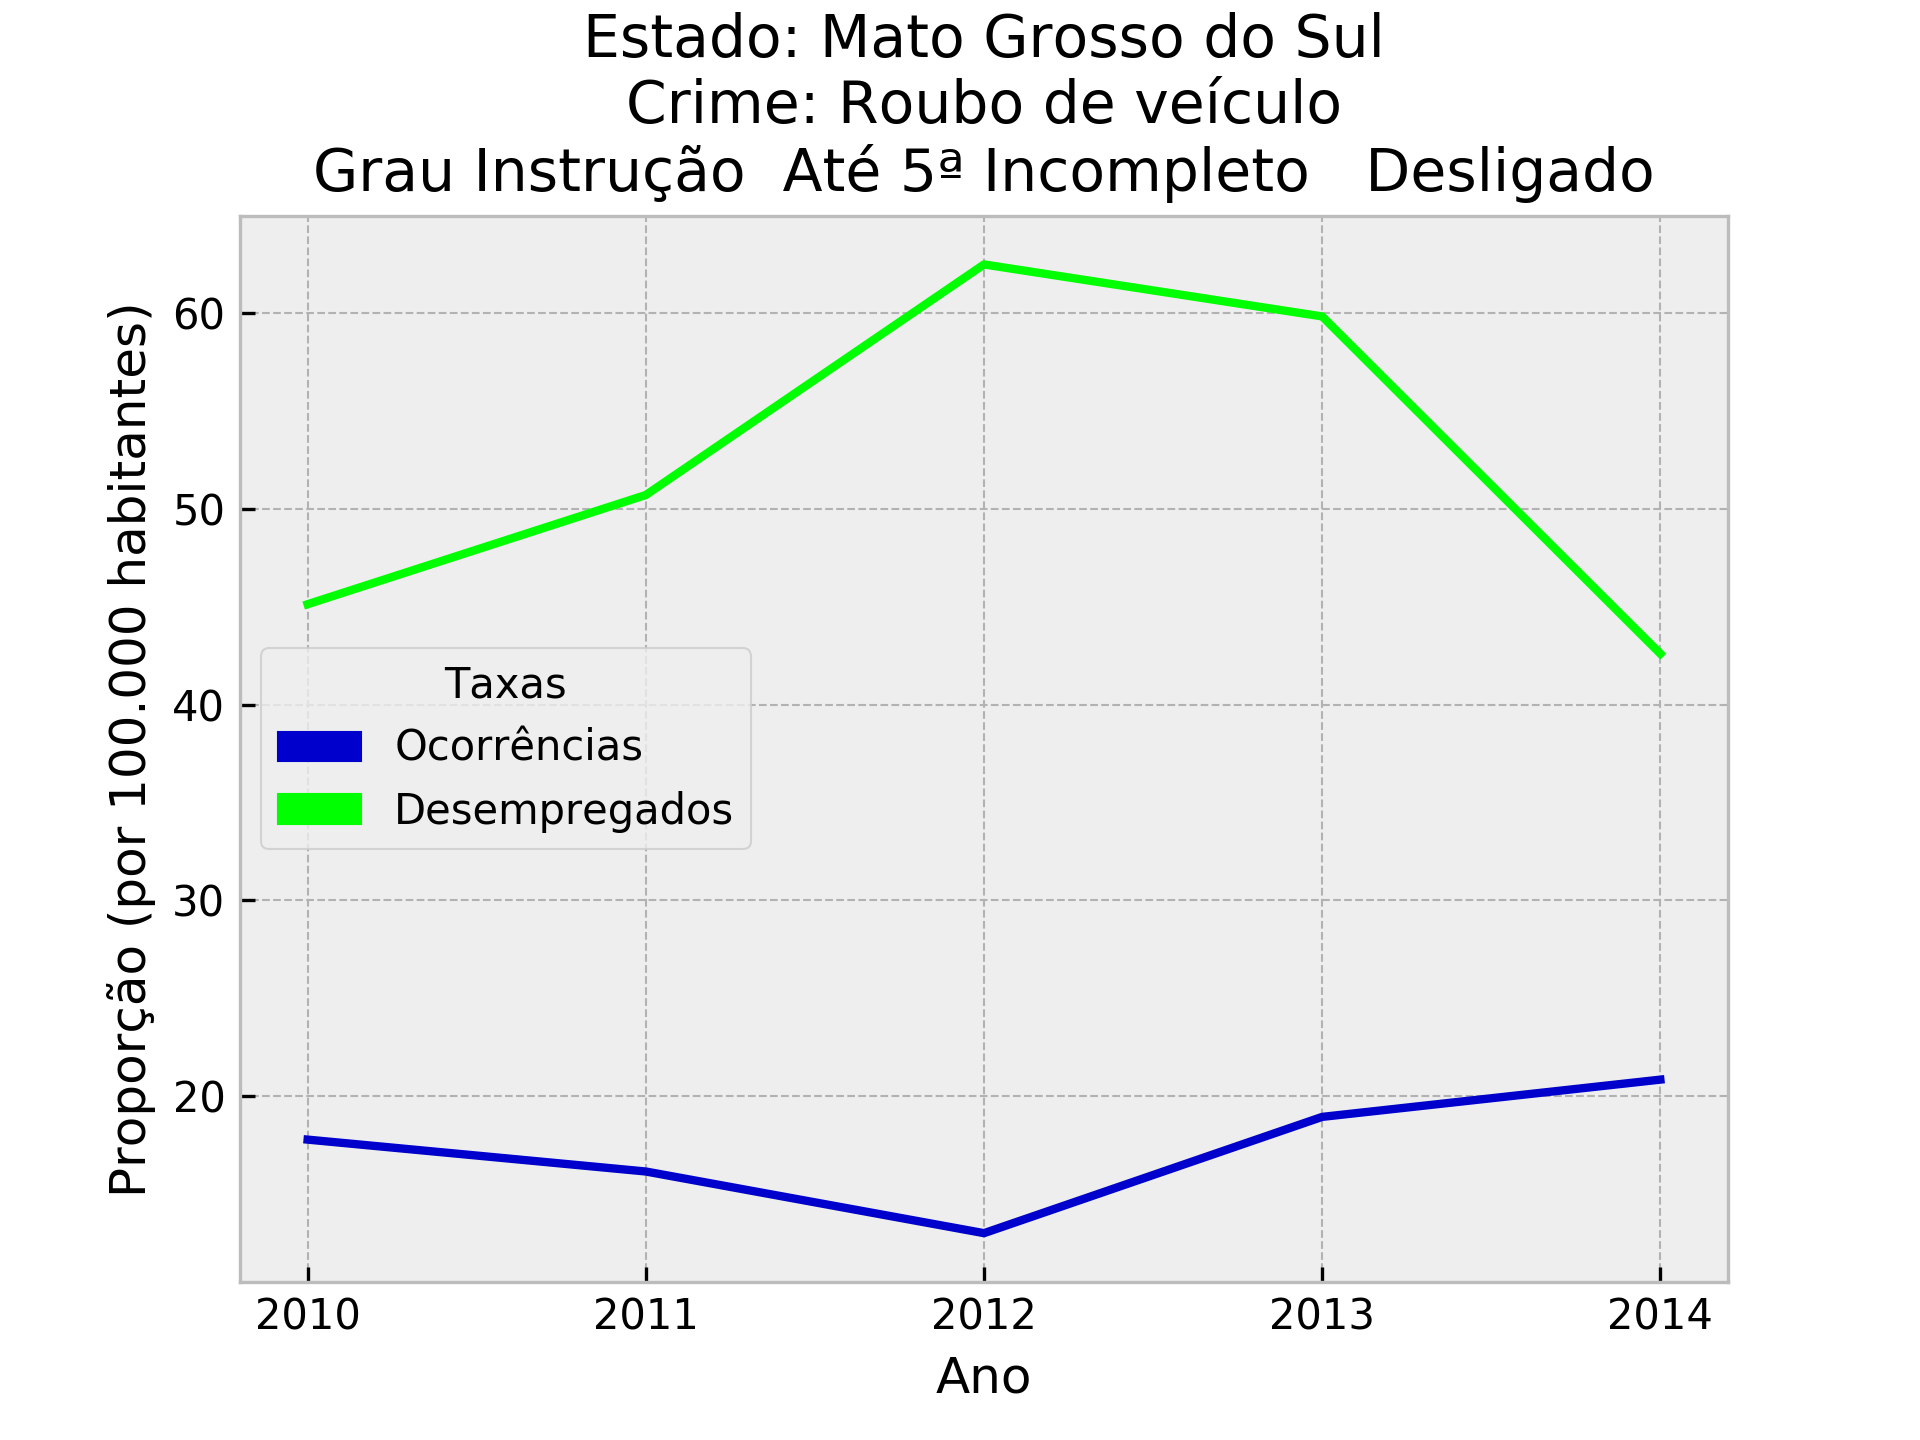 Estado: Mato Grosso do Sul
Crime: Roubo de veículo
Grau Instrução  Até 5ª Incompleto   Desligado
Proporção (por 100.000 habitantes)
60
50
40
30
20
Taxas
Ocorrências
Desempregados
2010 2011 2012 2013 2014
Ano